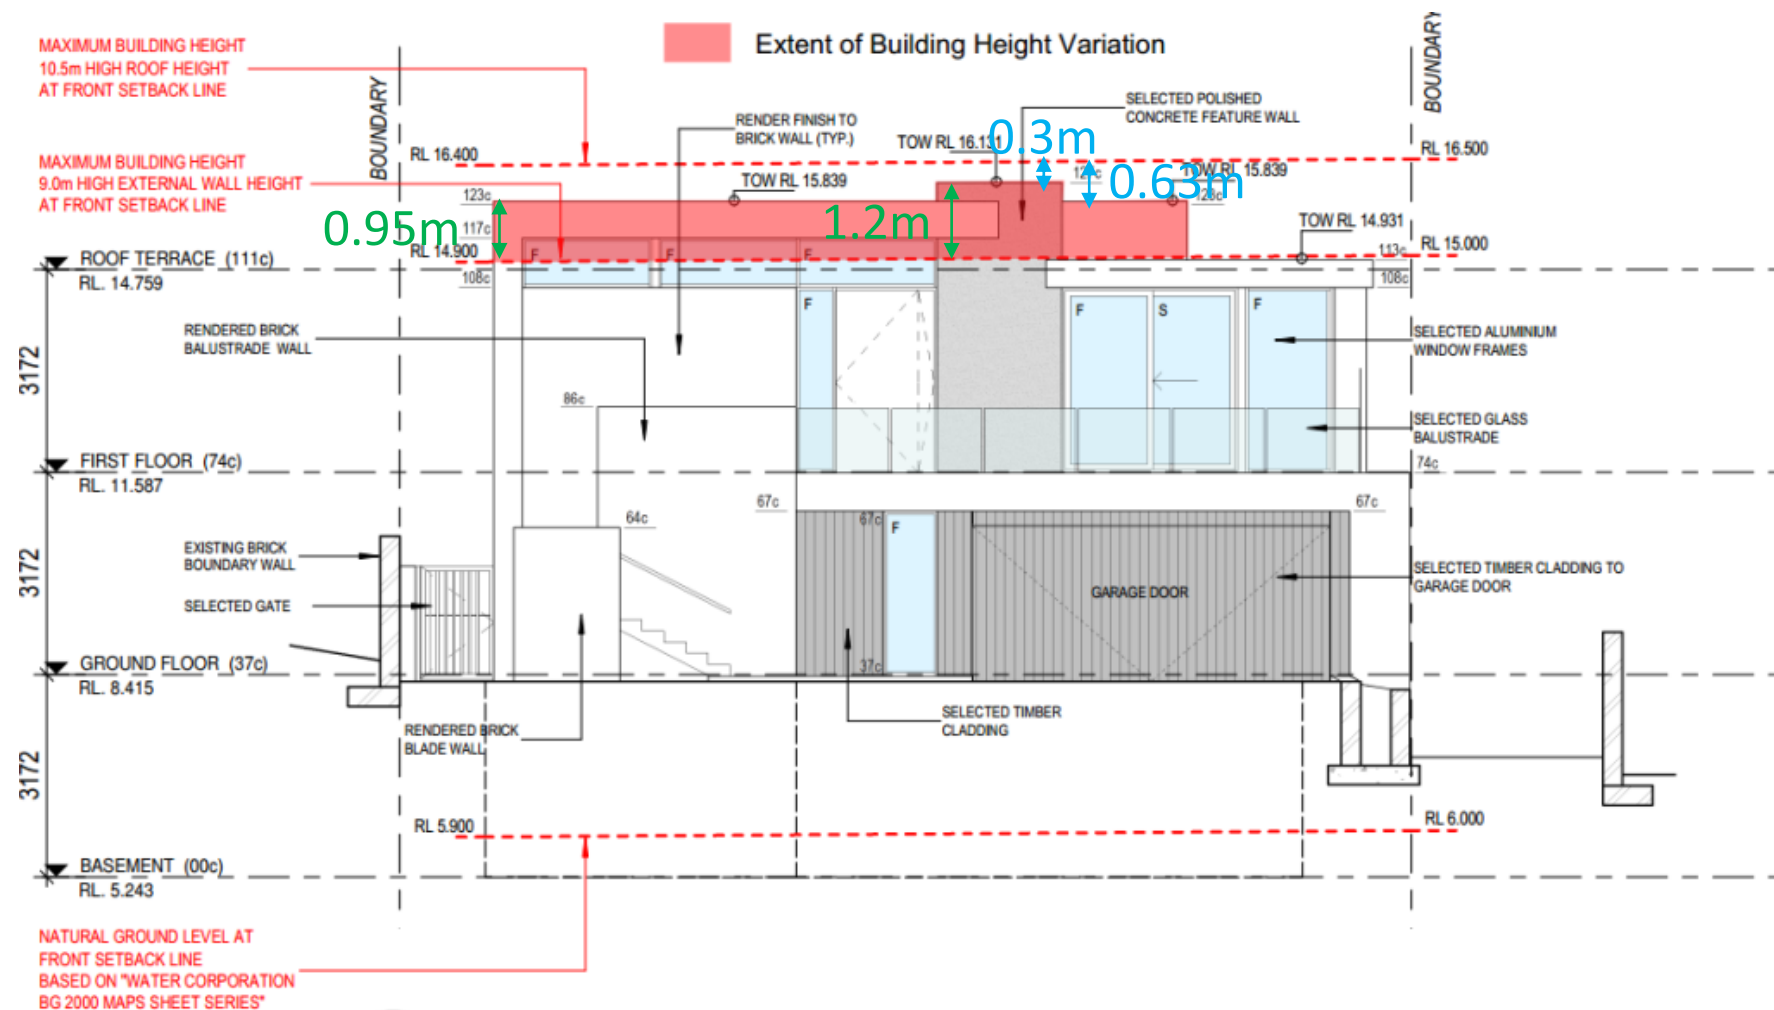 Extent of Building Height Variation
MAXIMUM BUILDING HEIGHT
10.5m HIGH ROOF HEIGHT
AT FRONT SETBACK LINE
BOUNDARY
BOUNDARY
SELECTED POLISHED
CONCRETE FEATURE WALL
RENDER FINISH TO
BRICK WALL (TYP.)
TOW RL 16.131
0.3m
RL 16.400
RL 16.500
MAXIMUM BUILDING HEIGHT
9.0m HIGH EXTERNAL WALL HEIGHT
AT FRONT SETBACK LINE
TOW RL 15.839
TOW RL 15.839
0.63m
123c
123c
0.95m
117c
1.2m
TOW RL 14.931
RL 14.900
RL 15.000
113c
F
F
F
ROOF TERRACE (111c)
RL. 14.759
108c
108c
F
F
S
F
RENDERED BRICK
BALUSTRADE WALL
SELECTED ALUMINIUM
WINDOW FRAMES
3172
86c
SELECTED GLASS
BALUSTRADE
FIRST FLOOR (74c)
RL. 11.587
74c
67c
67c
64c
67c
F
EXISTING BRICK
BOUNDARY WALL
3172
SELECTED TIMBER CLADDING TO
GARAGE DOOR
GARAGE DOOR
SELECTED GATE
GROUND FLOOR (37c)
RL. 8.415
37c
SELECTED TIMBER
CLADDING
RENDERED BRICK
BLADE WALL
3172
RL 5.900
RL 6.000
BASEMENT (00c)
RL. 5.243
NATURAL GROUND LEVEL AT
FRONT SETBACK LINE
BASED ON "WATER CORPORATION
BG 2000 MAPS SHEET SERIES"